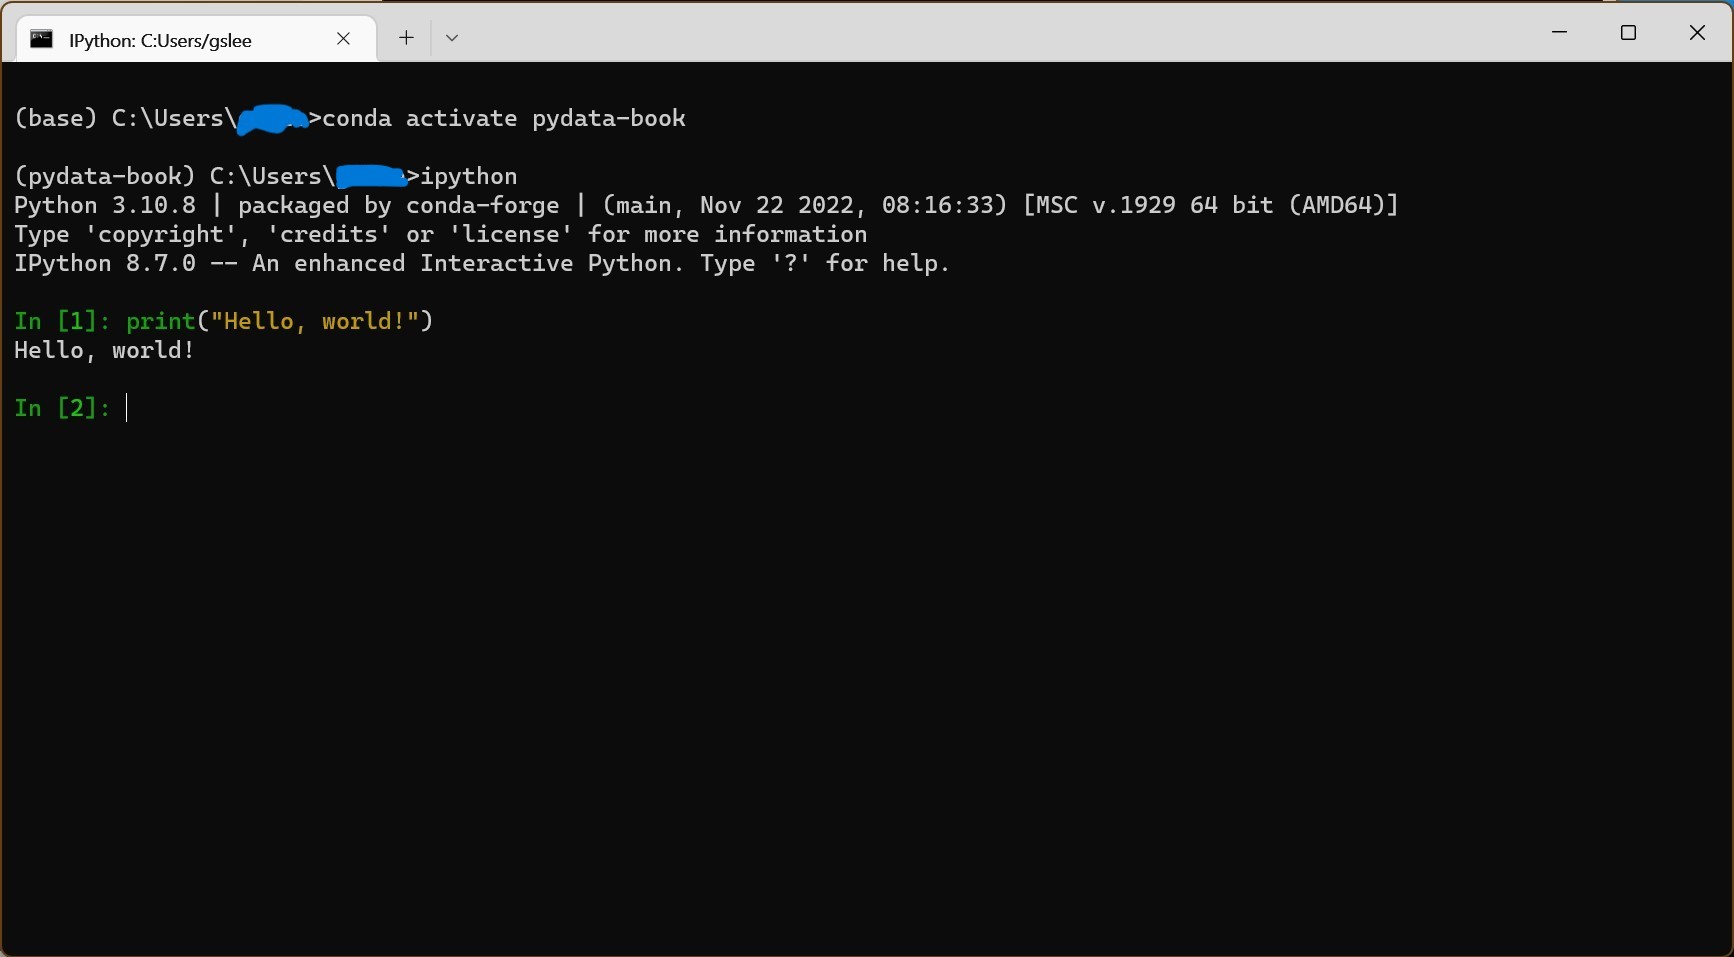 IPython: C:Users/gslee
(base) C:\Users\>conda activate pydata-book
(pydata-book) C:\Users\>ipython
Python 3.10.8 | packaged by conda-forge | (main, Nov 22 2022, 08:16:33) [MSC v.1929 64 bit (AMD64)]
Type 'copyright', 'credits' or 'license' for more information
IPython 8.7.0 -- An enhanced Interactive Python. Type '?' for help.
In [1]: print("Hello, world!")
Hello, world!
In [2]: